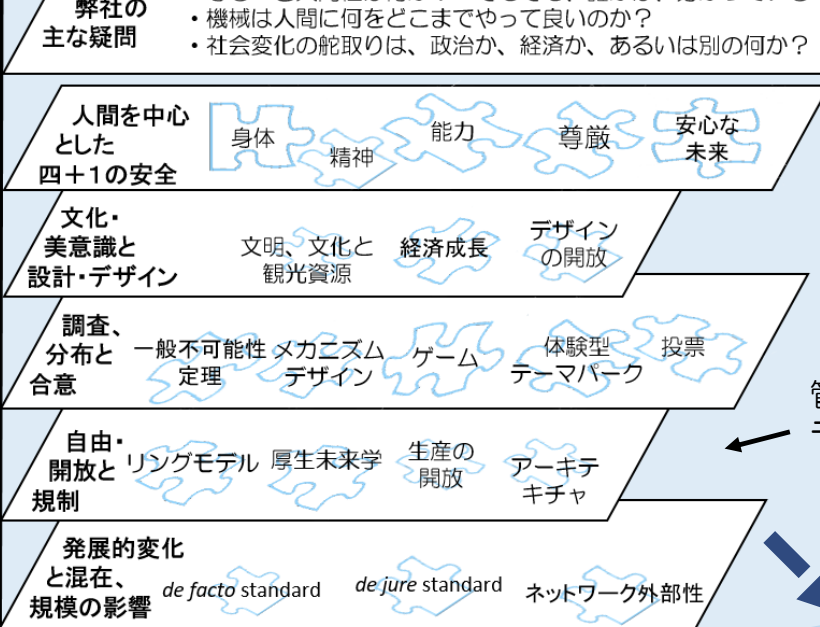 弊社の
主な疑問
・機械は人間に何をどこまでやって良いのか？
・社会変化の舵取りは、政治か、経済か、あるいは別の何か？
人間を中心
とした
四＋1の安全
身体
精神
能力
尊厳
安心な
未来
文化・
美意識と
設計・デザイン
文明、文化と
観光資源
経済成長
デザイン
の開放
調査、
分布と
合意
一般不可能性
定理
メカニズム
デザイン
ゲーム
体験型
テーマパーク
投票
自由・
開放と
規制
リングモデル
厚生未来学
生産の
開放
アーキテ
キチャ
発展的変化
と混在、
規模の影響
de facto standard
de jure standard
ネットワーク外部性